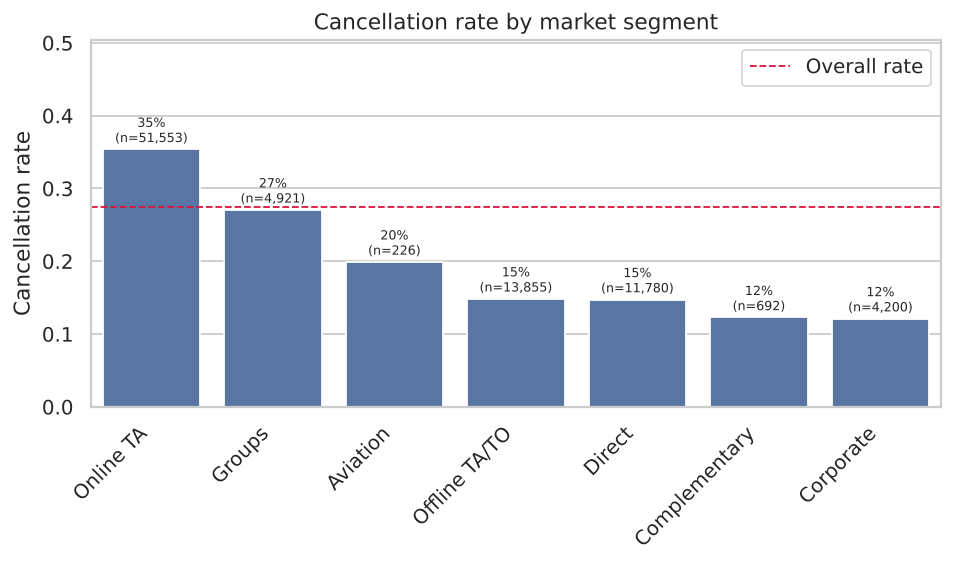 Cancellation rate by market segment
Overall rate
Cancellation rate
0.5
0.4
0.3
0.2
0.1
0.0
35%
(n=51,553)
27%
(n=4,921)
20%
(n=226)
15%
(n=13,855)
15%
(n=11,780)
12%
(n=692)
12%
(n=4,200)
Online TA
Groups
Aviation
Offline TA/TO
Direct
Complementary
Corporate